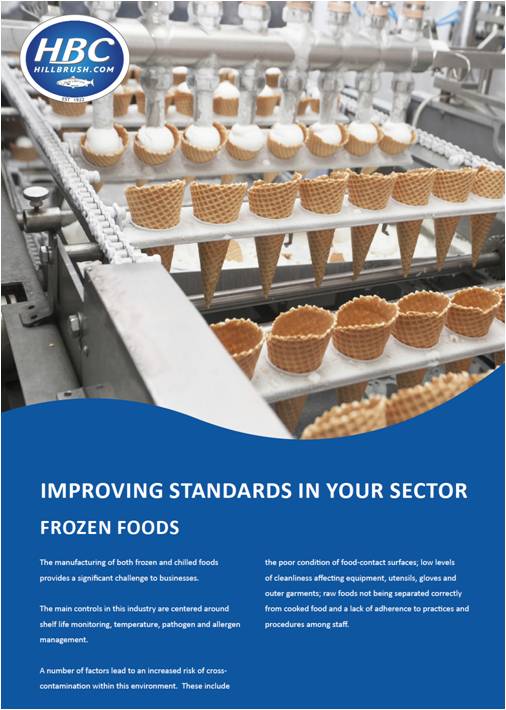 HBC
HILLBRUSH.COM
EST. 1922
IMPROVING STANDARDS IN YOUR SECTOR
FROZEN FOODS
The manufacturing of both frozen and chilled foods
provides a significant challenge to businesses.
The main controls in this industry are centered around
shelf life monitoring, temperature, pathogen and allergen
management.
A number of factors lead to an increased risk of cross-
contamination within this environment.  These include
the poor condition of food-contact surfaces; low levels
of cleanliness affecting equipment, utensils, gloves and
outer garments; raw foods not being separated correctly
from cooked food and a lack of adherence to practices and
procedures among staff.